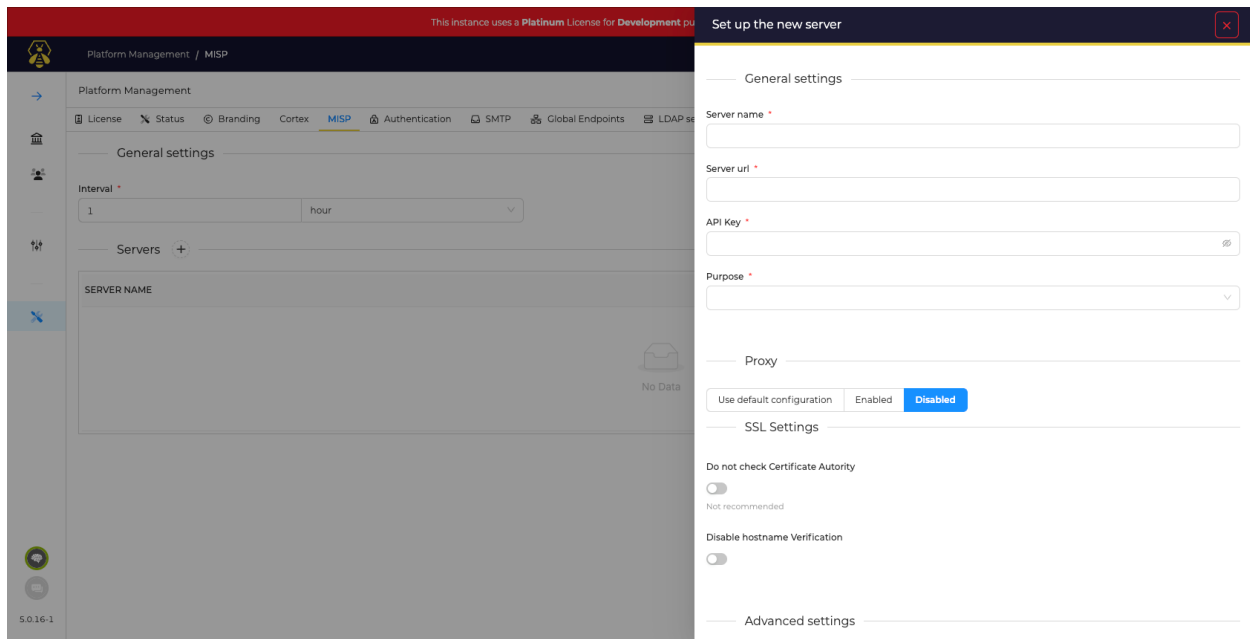 This instance uses a Platinum License for Development pu
Platform Management / MISP
Platform Management
License Status Branding Cortex MISP Authentication SMTP Global Endpoints LDAP se
General settings
Interval *
1 hour
Servers +
SERVER NAME
No Data
5.0.16-1
Set up the new server
General settings
Server name *
Server url *
API Key *
Purpose *
Proxy
Use default configuration Enabled Disabled
SSL Settings
Do not check Certificate Autority
Not recommended
Disable hostname Verification
Advanced settings